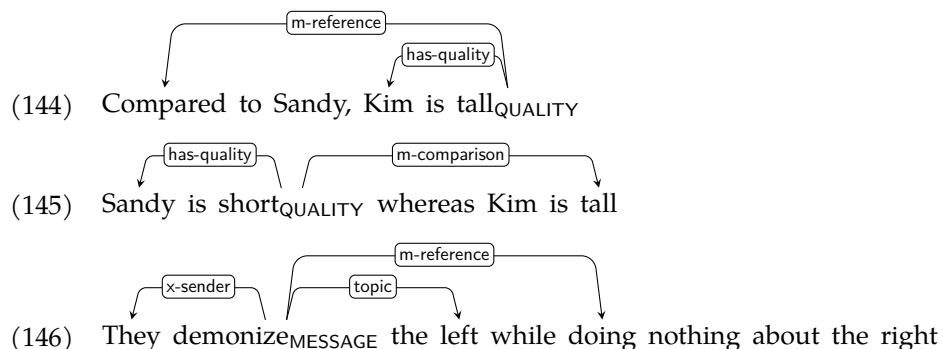 m-reference
has-quality
(144) Compared to Sandy, Kim is tallQUALITY
has-quality m-comparison
(145) Sandy is shortQUALITY whereas Kim is tall
m-reference
x-sender topic
(146) They demonizeMESSAGE the left while doing nothing about the right